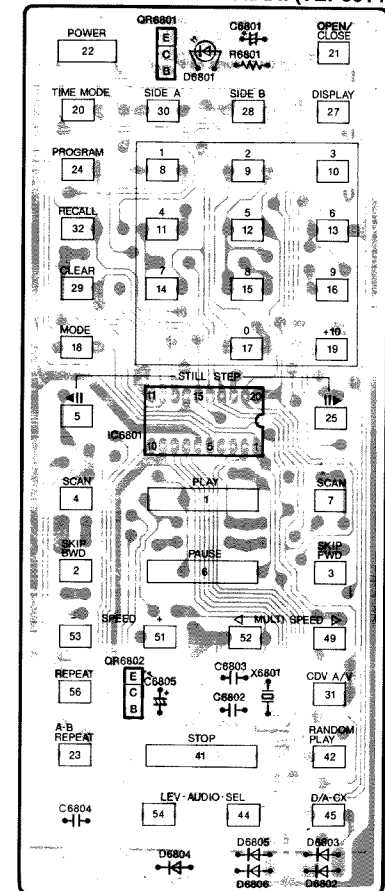 QR6801 C6801 OPEN/
POWER E CLOSE
22 C R6801 21
B D6801
TIME MODE SIDE A SIDE B DISPLAY
20 30 28 27
PROGRAM 1 2 3
24 8 9 10
RECALL 4 5 6
32 11 12 13
CLEAR 7 8 9
29 14 15 16
MODE 0 +10
18 17 19
STILL STEP
11 15 20
5 25
IC6801
10 5
SCAN PLAY SCAN
4 1 7
SKIP PAUSE SKIP
BWD FWD
2 6 3
- SPEED + ◁ MULTI SPEED ▷
53 51 52 49
REPEAT QR6802 C6803 X6801 CDV A/V
56 E C6805 31
C C6802
B
A-B STOP RANDOM
REPEAT PLAY
23 41 42
LEV-AUDIO-SEL D/A-CX
C6804 54 44 45
D6805 D6803
D6804
D6806 D6802